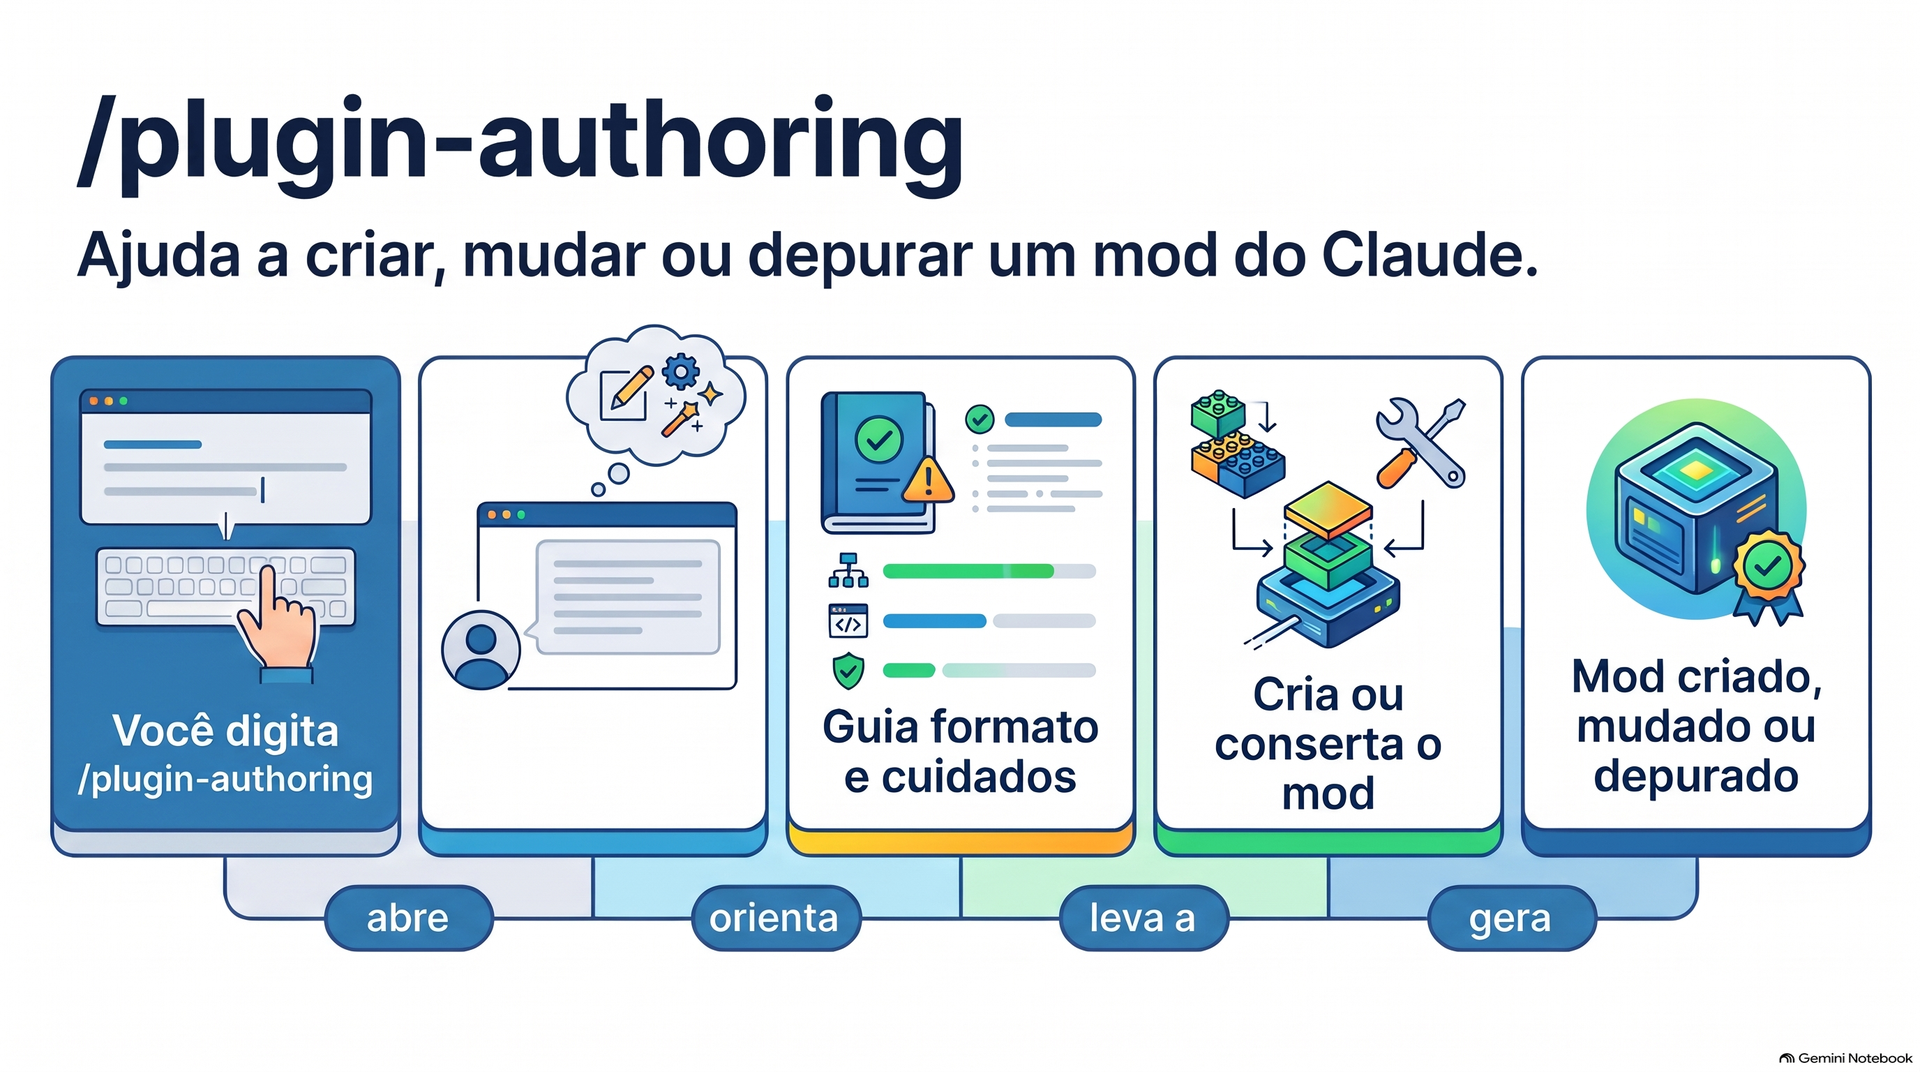 /plugin-authoring
Ajuda a criar, mudar ou depurar um mod do Claude.
Você digita
/plugin-authoring
Guia formato
e cuidados
Cria ou
conserta o
mod
Mod criado,
mudado ou
depurado
abre
orienta
leva a
gera
Gemini Notebook